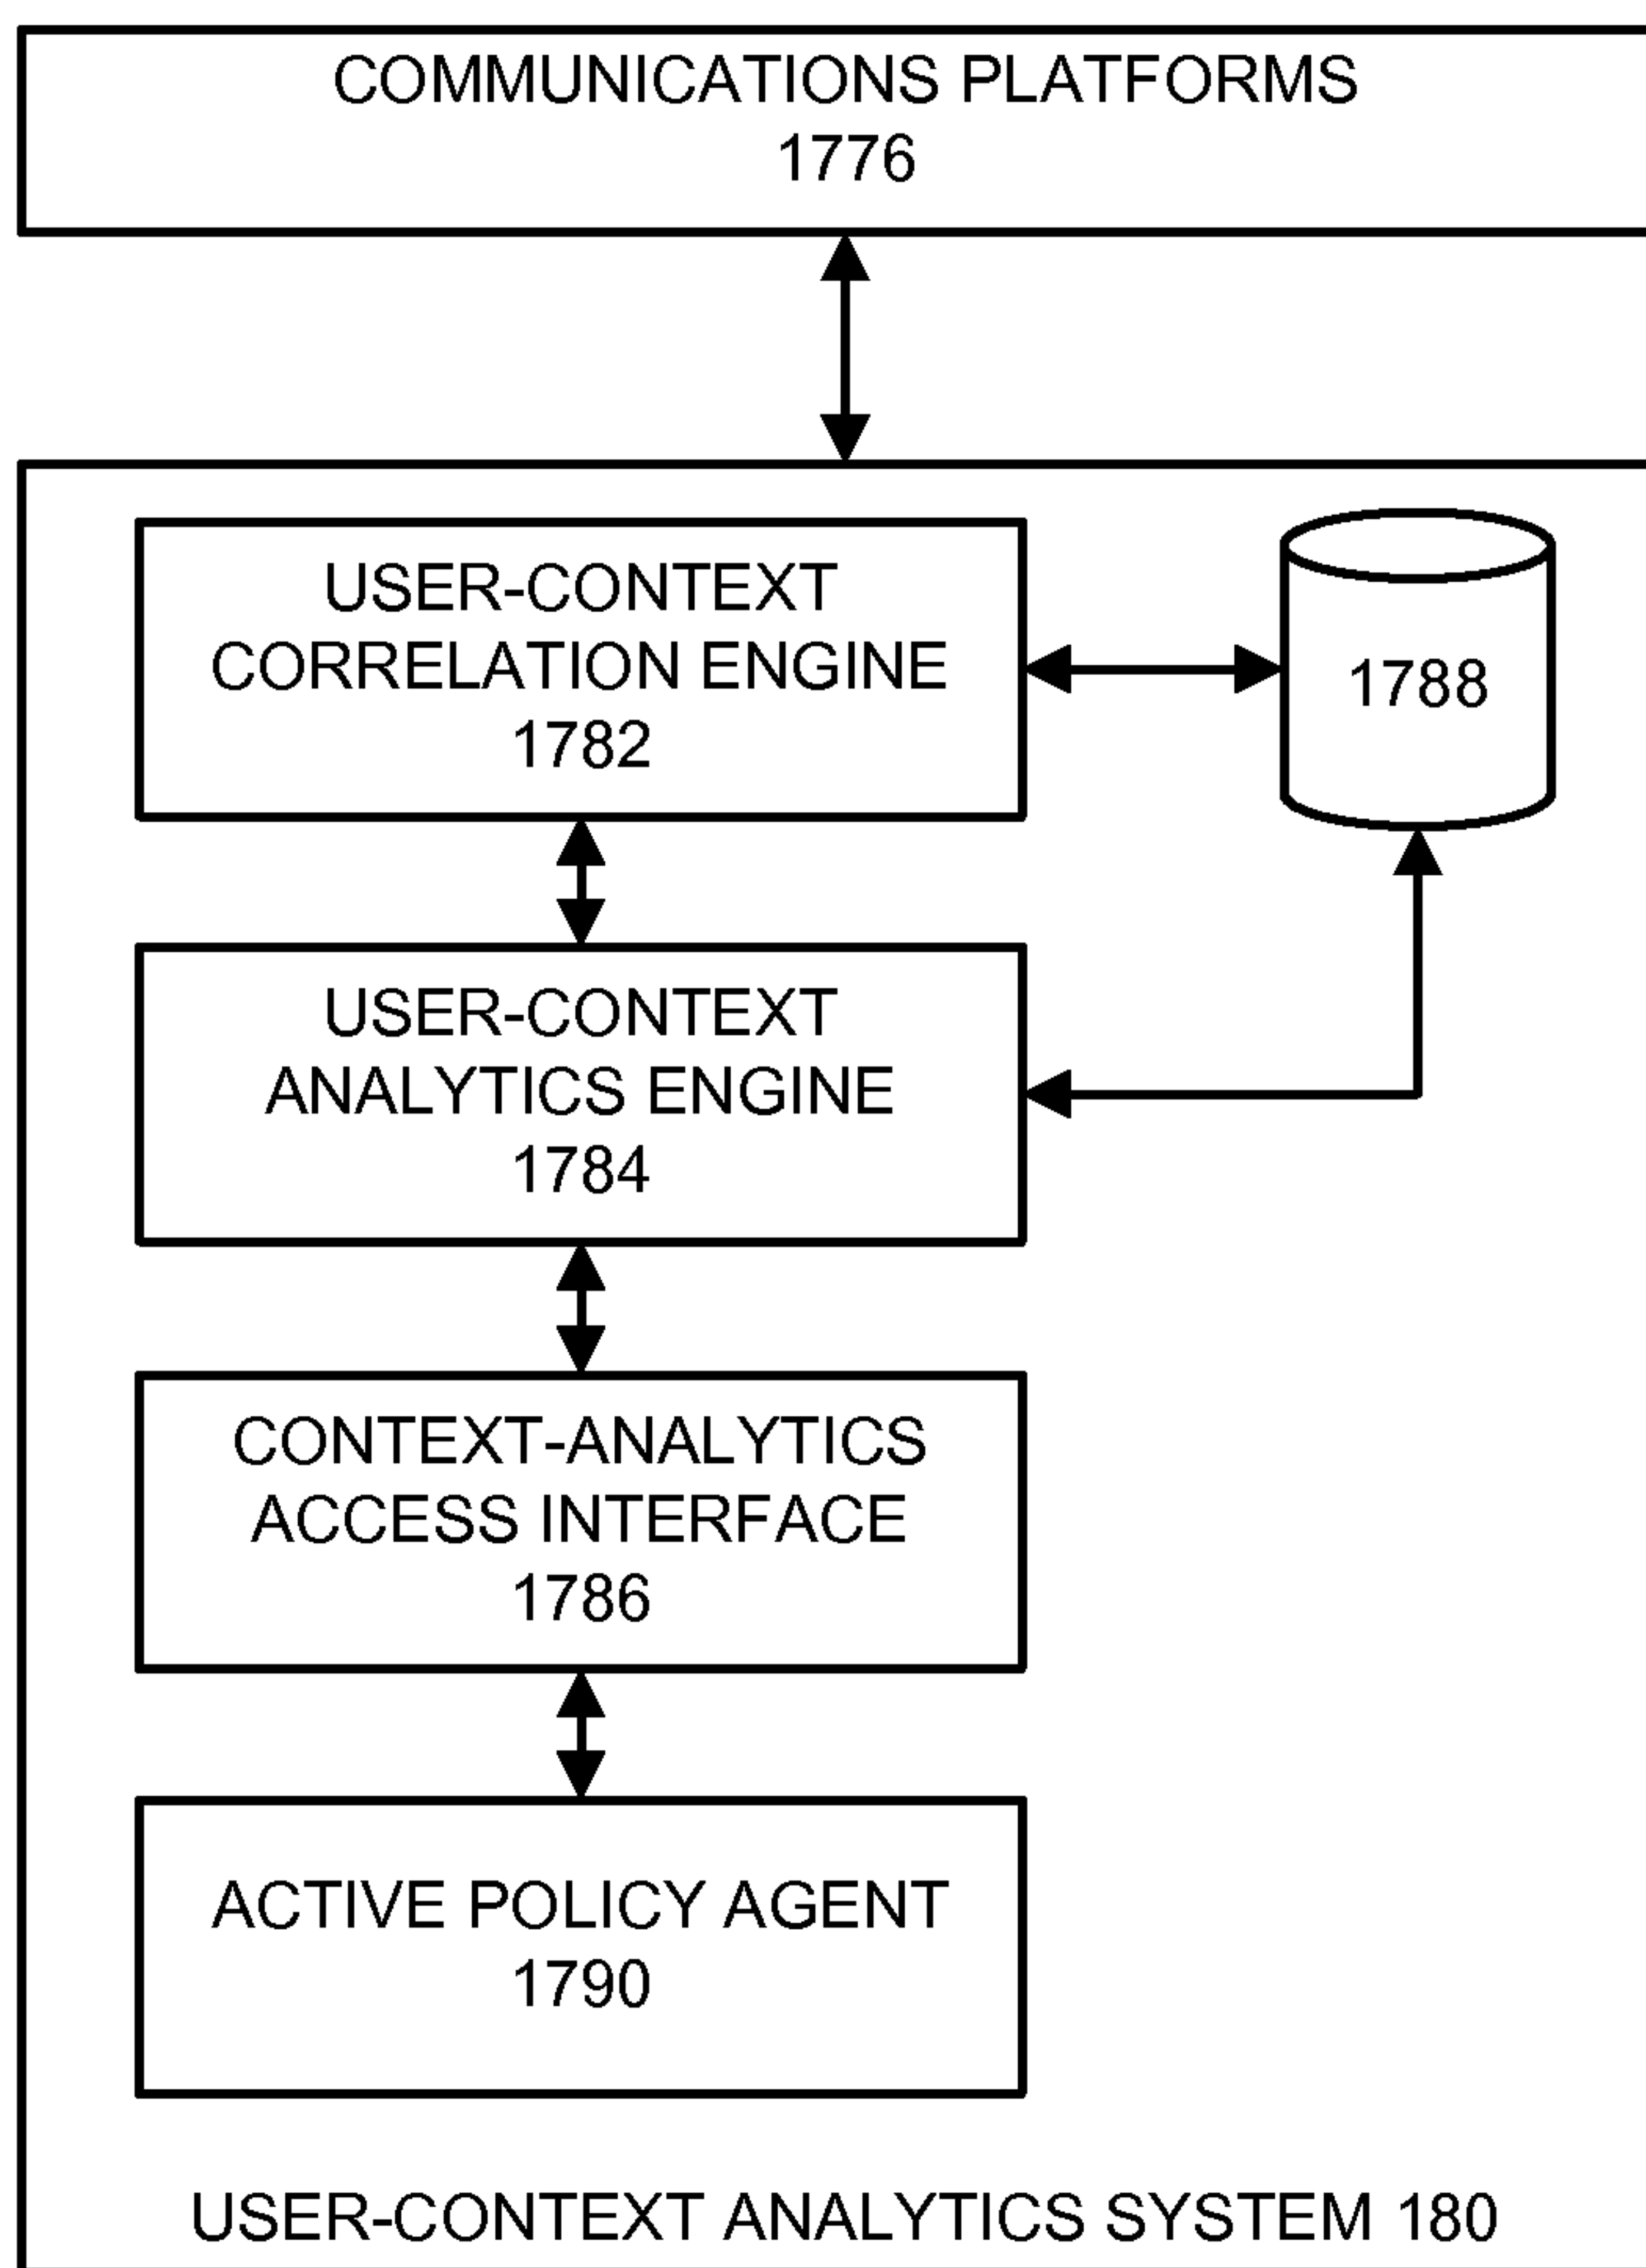 COMMUNICATIONS PLATFORMS
1776
USER-CONTEXT
CORRELATION ENGINE
1782
1788
USER-CONTEXT
ANALYTICS ENGINE
1784
CONTEXT-ANALYTICS
ACCESS INTERFACE
1786
ACTIVE POLICY AGENT
1790
USER-CONTEXT ANALYTICS SYSTEM 180